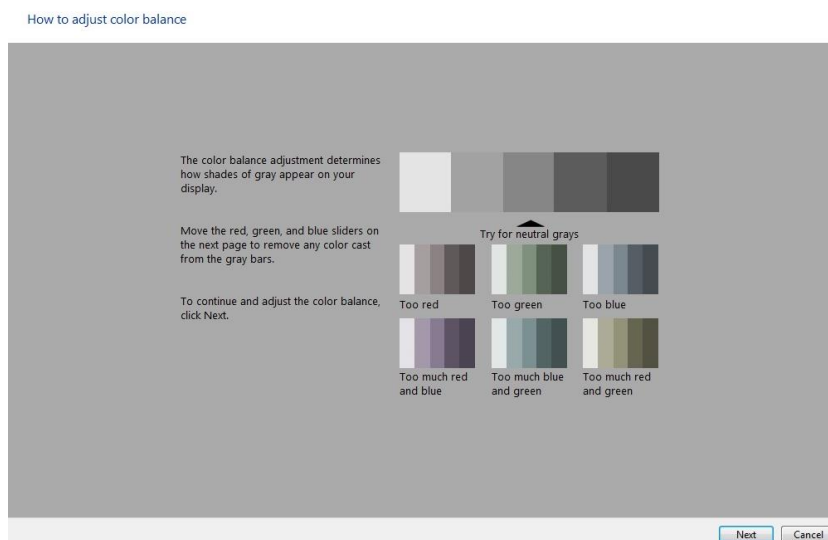 How to adjust color balance
The color balance adjustment determines
how shades of gray appear on your
display.
Move the red, green, and blue sliders on
the next page to remove any color cast
from the gray bars.
To continue and adjust the color balance,
click Next.
Try for neutral grays
Too red
Too green
Too blue
Too much red
and blue
Too much blue
and green
Too much red
and green
Next
Cancel